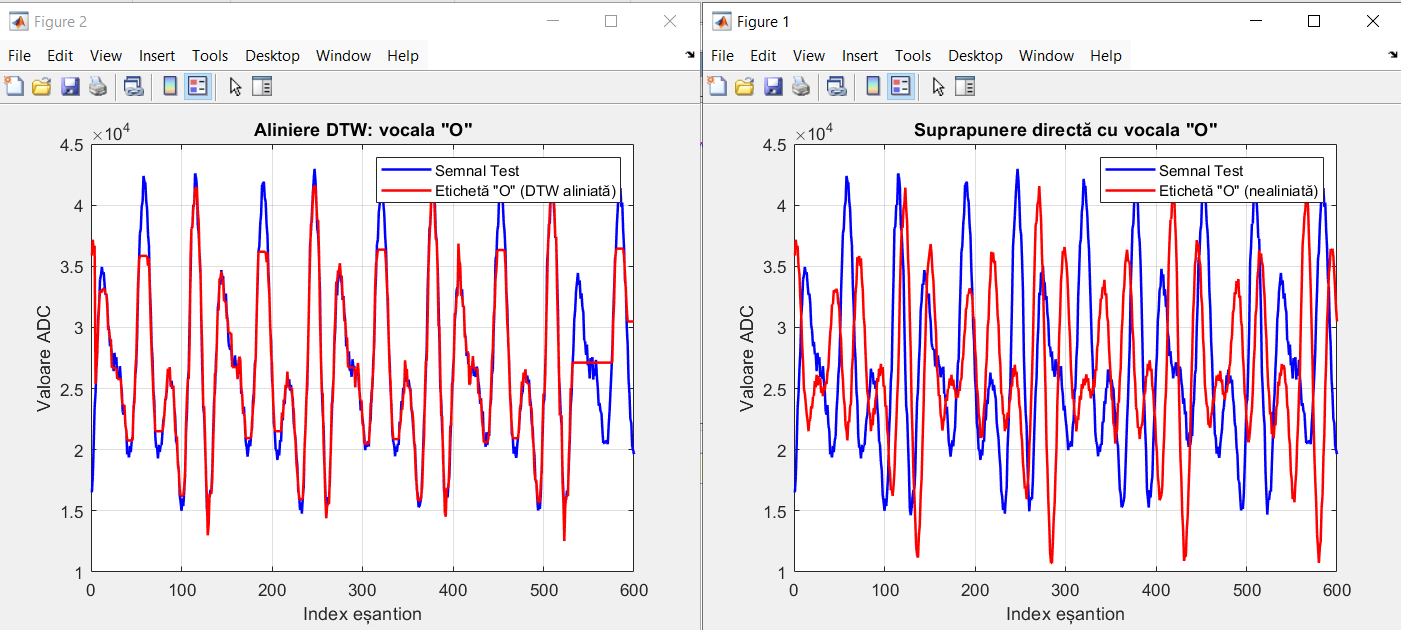 Figure 2
File Edit View Insert Tools Desktop Window Help
Aliniere DTW: vocala "O"
×10⁴
4.5
4
3.5
3
2.5
2
1.5
1
Valoare ADC
Semnal Test
Etichetă "O" (DTW aliniată)
0 100 200 300 400 500 600
Index eșantion
Figure 1
File Edit View Insert Tools Desktop Window Help
Suprapunere directă cu vocala "O"
×10⁴
4.5
4
3.5
3
2.5
2
1.5
1
Valoare ADC
Semnal Test
Etichetă "O" (nealiniată)
0 100 200 300 400 500 600
Index eșantion